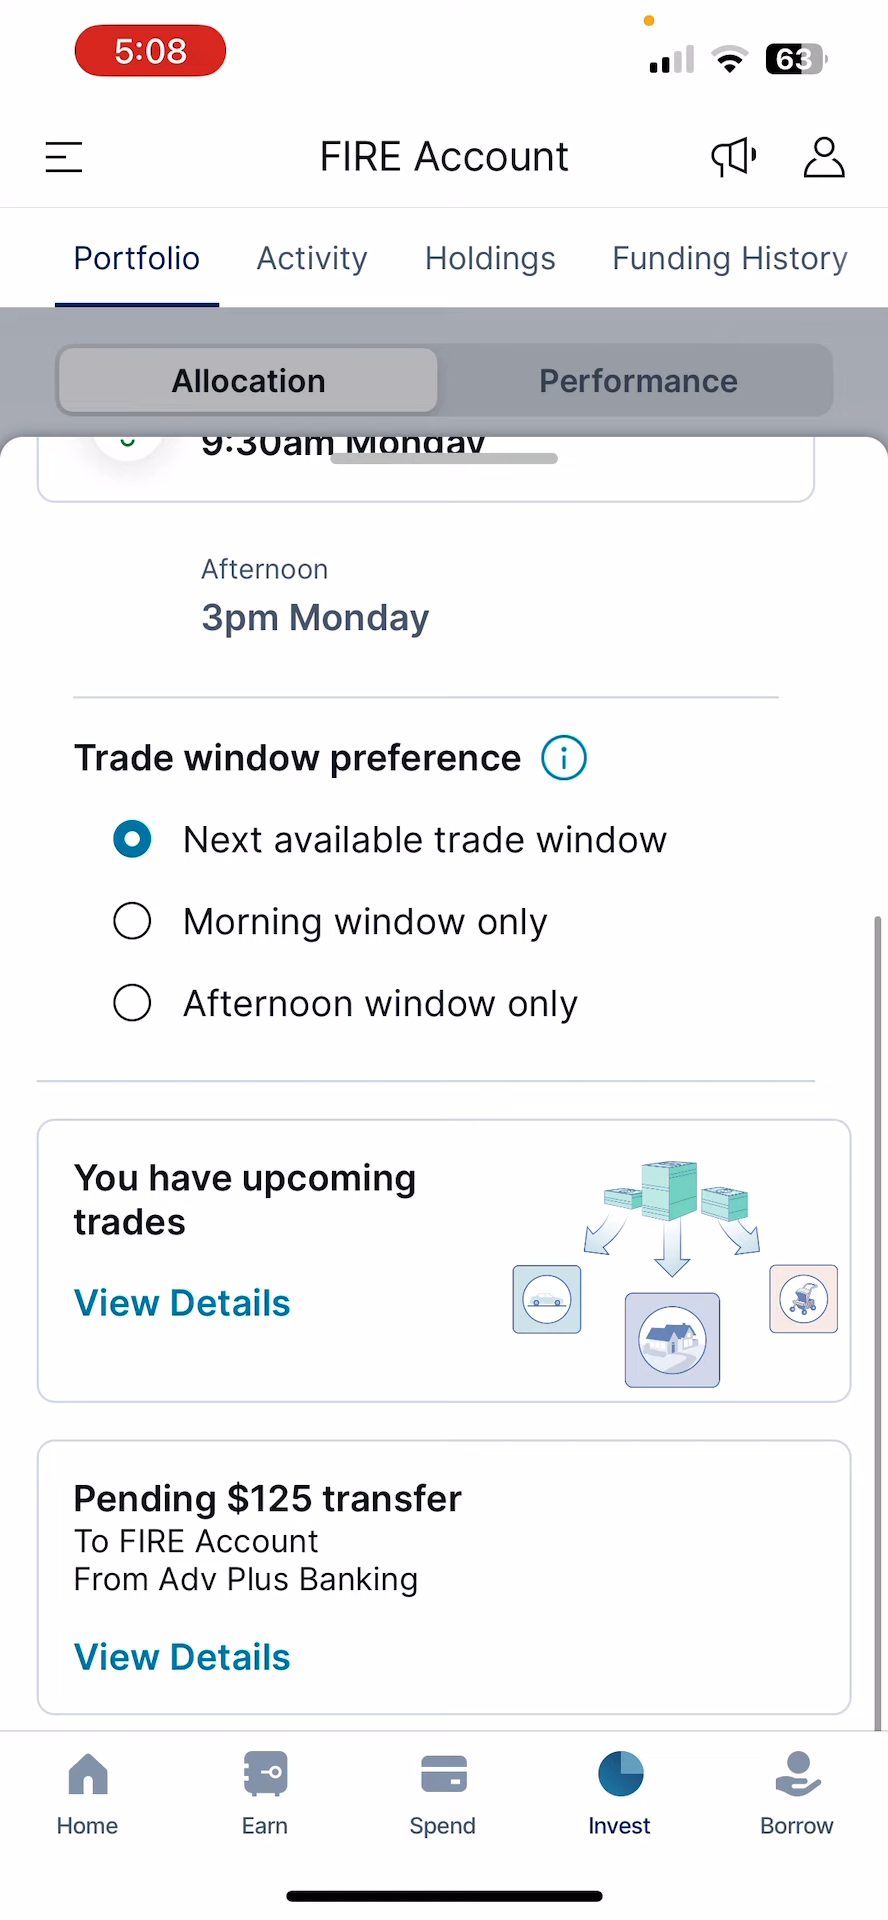 5:08
63
FIRE Account
Portfolio
Activity
Holdings
Funding History
Allocation
Performance
9:30am Monday
Afternoon
3pm Monday
Trade window preference
Next available trade window
Morning window only
Afternoon window only
You have upcoming
trades
View Details
Pending $125 transfer
To FIRE Account
From Adv Plus Banking
View Details
Home
Earn
Spend
Invest
Borrow